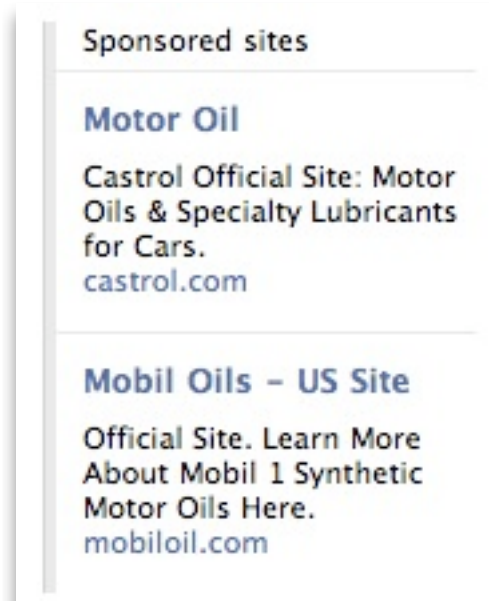 Sponsored sites
Motor Oil
Castrol Official Site: Motor
Oils & Specialty Lubricants
for Cars.
castrol.com
Mobil Oils – US Site
Official Site. Learn More
About Mobil 1 Synthetic
Motor Oils Here.
mobiloil.com